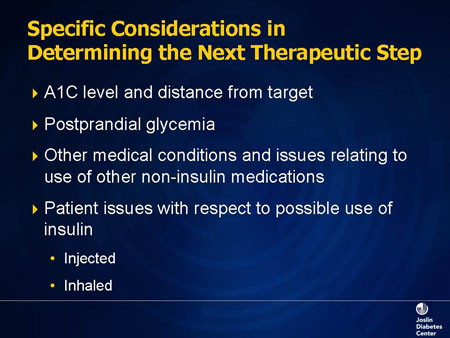 Specific Considerations in
Determining the Next Therapeutic Step
A1C level and distance from target
Postprandial glycemia
Other medical conditions and issues relating to
use of other non-insulin medications
Patient issues with respect to possible use of
insulin
• Injected
• Inhaled
Joslin
Diabetes
Center